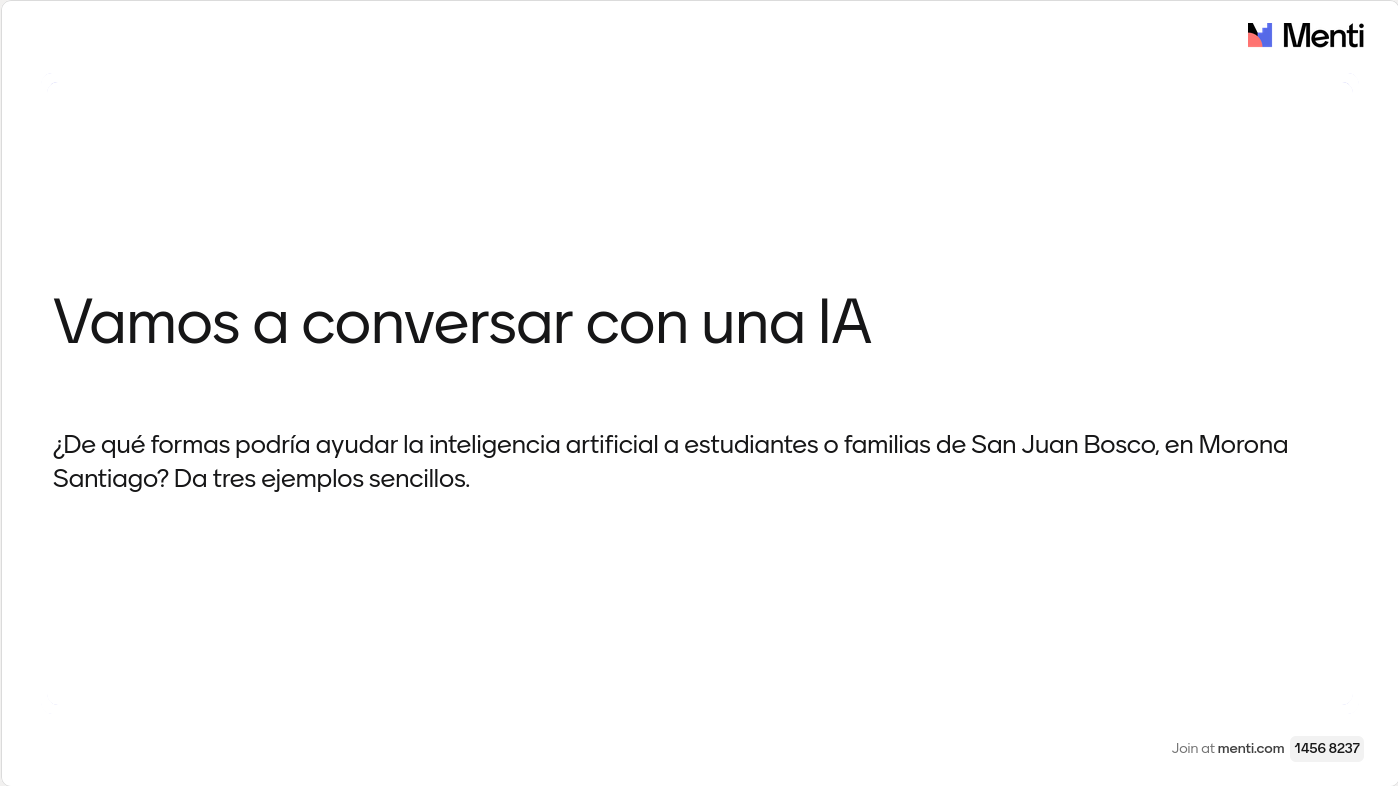 Menti
Vamos a conversar con una IA
¿De qué formas podría ayudar la inteligencia artificial a estudiantes o familias de San Juan Bosco, en Morona
Santiago? Da tres ejemplos sencillos.
Join at menti.com 1456 8237